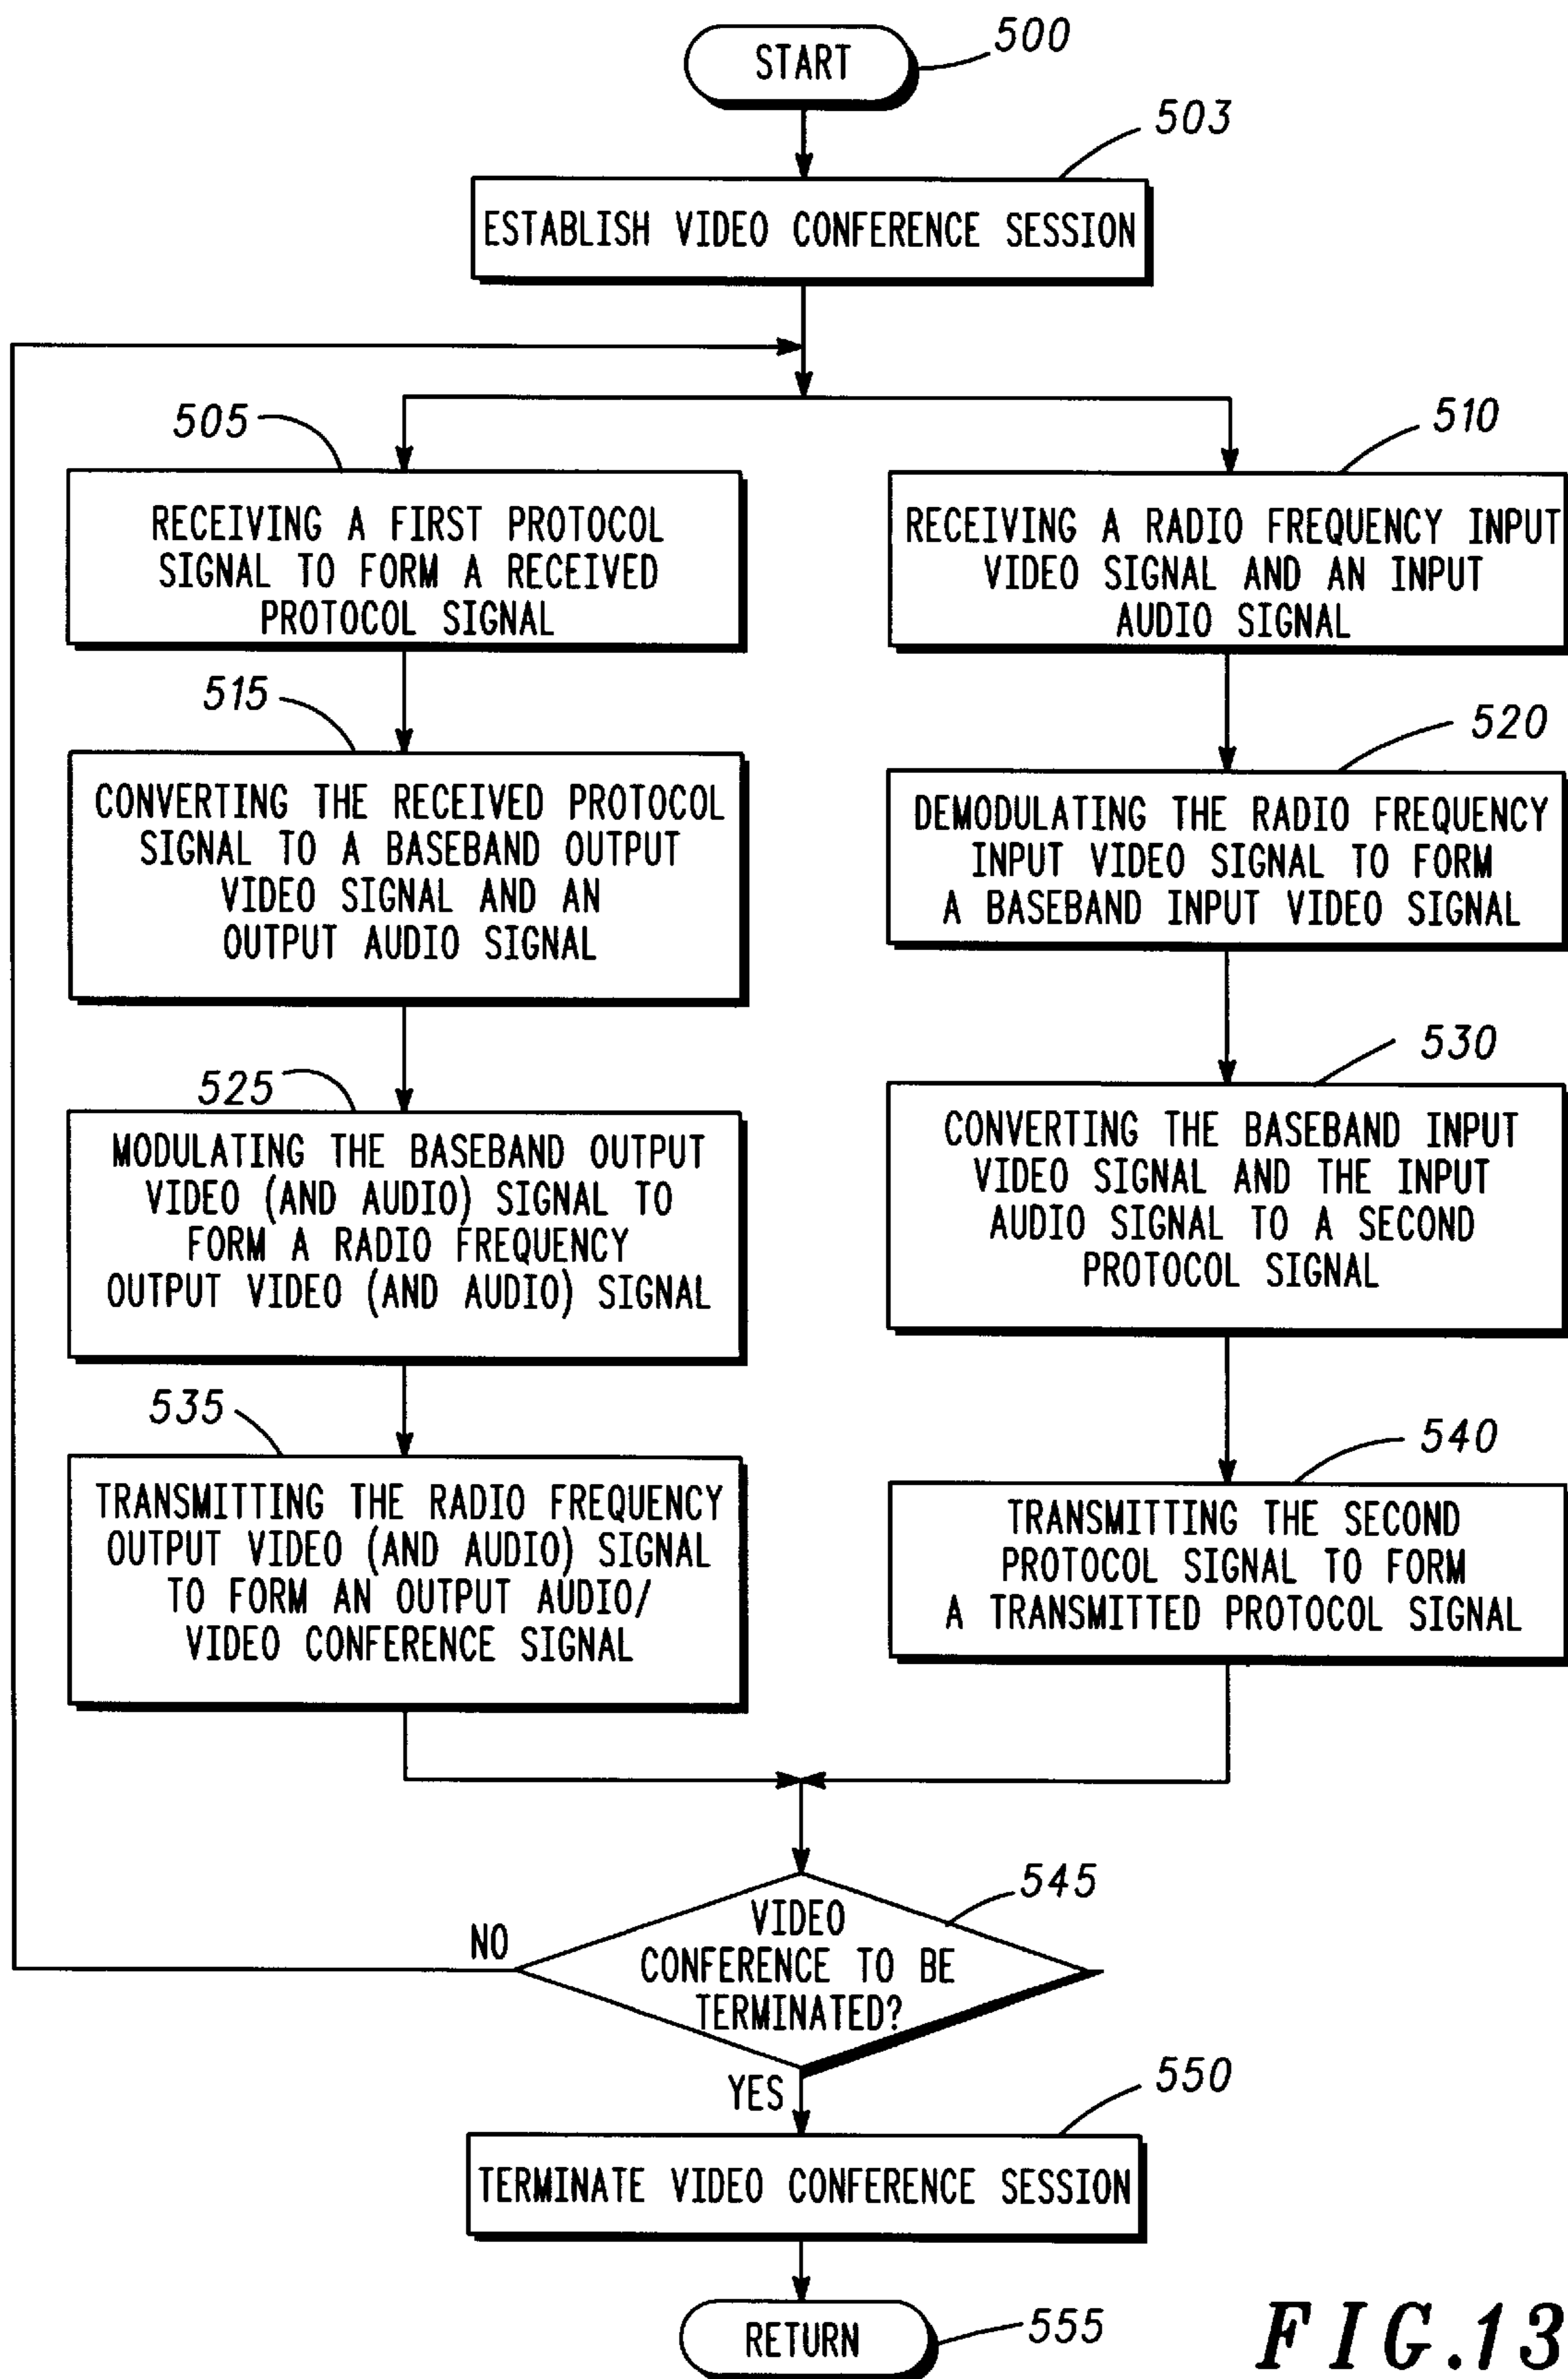 START
500
503
ESTABLISH VIDEO CONFERENCE SESSION
505
RECEIVING A FIRST PROTOCOL
SIGNAL TO FORM A RECEIVED
PROTOCOL SIGNAL
510
RECEIVING A RADIO FREQUENCY INPUT
VIDEO SIGNAL AND AN INPUT
AUDIO SIGNAL
515
CONVERTING THE RECEIVED PROTOCOL
SIGNAL TO A BASEBAND OUTPUT
VIDEO SIGNAL AND AN
OUTPUT AUDIO SIGNAL
520
DEMODULATING THE RADIO FREQUENCY
INPUT VIDEO SIGNAL TO FORM
A BASEBAND INPUT VIDEO SIGNAL
525
MODULATING THE BASEBAND OUTPUT
VIDEO (AND AUDIO) SIGNAL TO
FORM A RADIO FREQUENCY
OUTPUT VIDEO (AND AUDIO) SIGNAL
530
CONVERTING THE BASEBAND INPUT
VIDEO SIGNAL AND THE INPUT
AUDIO SIGNAL TO A SECOND
PROTOCOL SIGNAL
535
TRANSMITTING THE RADIO FREQUENCY
OUTPUT VIDEO (AND AUDIO) SIGNAL
TO FORM AN OUTPUT AUDIO/
VIDEO CONFERENCE SIGNAL
540
TRANSMITTING THE SECOND
PROTOCOL SIGNAL TO FORM
A TRANSMITTED PROTOCOL SIGNAL
545
NO
VIDEO
CONFERENCE TO BE
TERMINATED?
YES
550
TERMINATE VIDEO CONFERENCE SESSION
RETURN
555
FIG.13